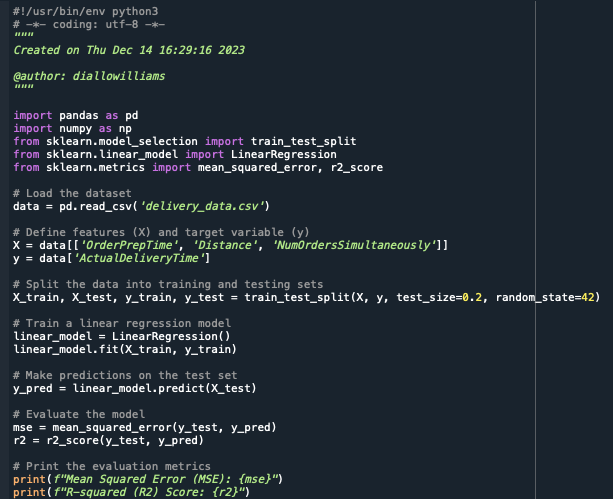 #!/usr/bin/env python3
# -*- coding: utf-8 -*-
"""
Created on Thu Dec 14 16:29:16 2023
@author: diallowilliams
"""
import pandas as pd
import numpy as np
from sklearn.model_selection import train_test_split
from sklearn.linear_model import LinearRegression
from sklearn.metrics import mean_squared_error, r2_score
# Load the dataset
data = pd.read_csv('delivery_data.csv')
# Define features (X) and target variable (y)
X = data[['OrderPrepTime', 'Distance', 'NumOrdersSimultaneously']]
y = data['ActualDeliveryTime']
# Split the data into training and testing sets
X_train, X_test, y_train, y_test = train_test_split(X, y, test_size=0.2, random_state=42)
# Train a linear regression model
linear_model = LinearRegression()
linear_model.fit(X_train, y_train)
# Make predictions on the test set
y_pred = linear_model.predict(X_test)
# Evaluate the model
mse = mean_squared_error(y_test, y_pred)
r2 = r2_score(y_test, y_pred)
# Print the evaluation metrics
print(f"Mean Squared Error (MSE): {mse}")
print(f"R-squared (R2) Score: {r2}")